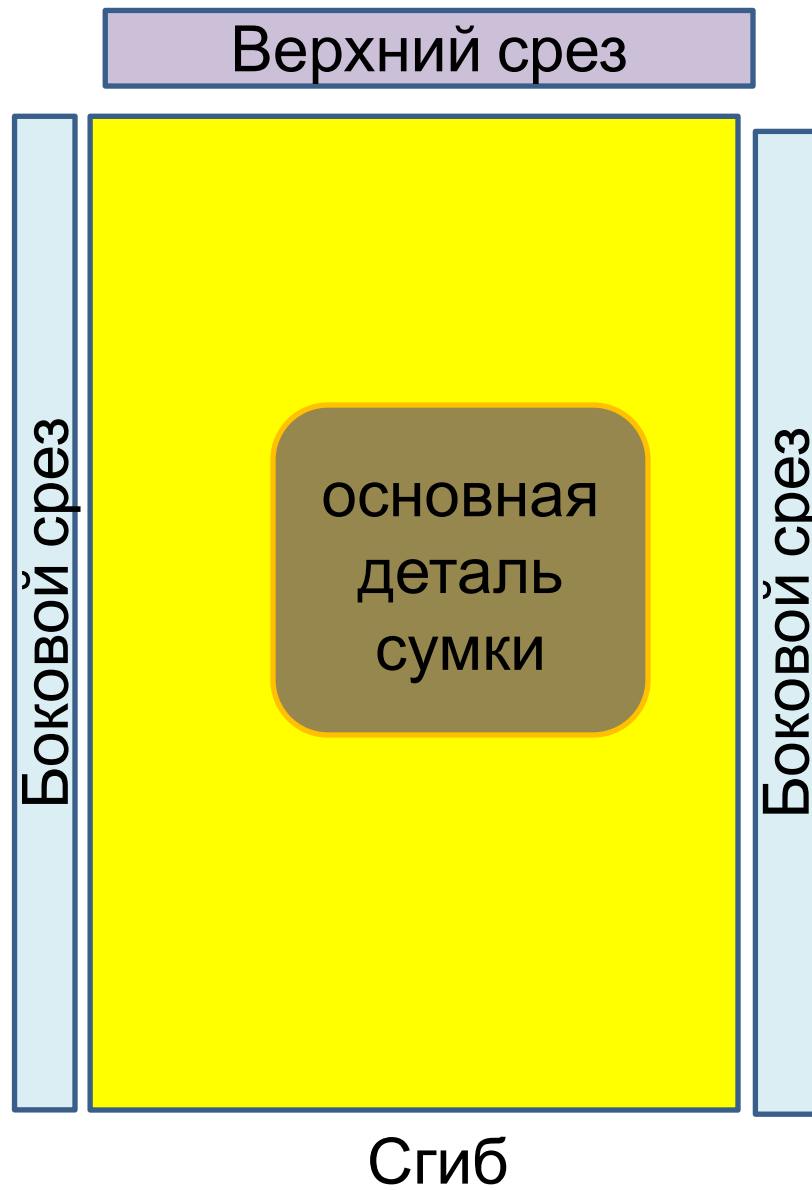 Верхний срез
Боковой срез
основная
деталь
сумки
Боковой срез
Сгиб